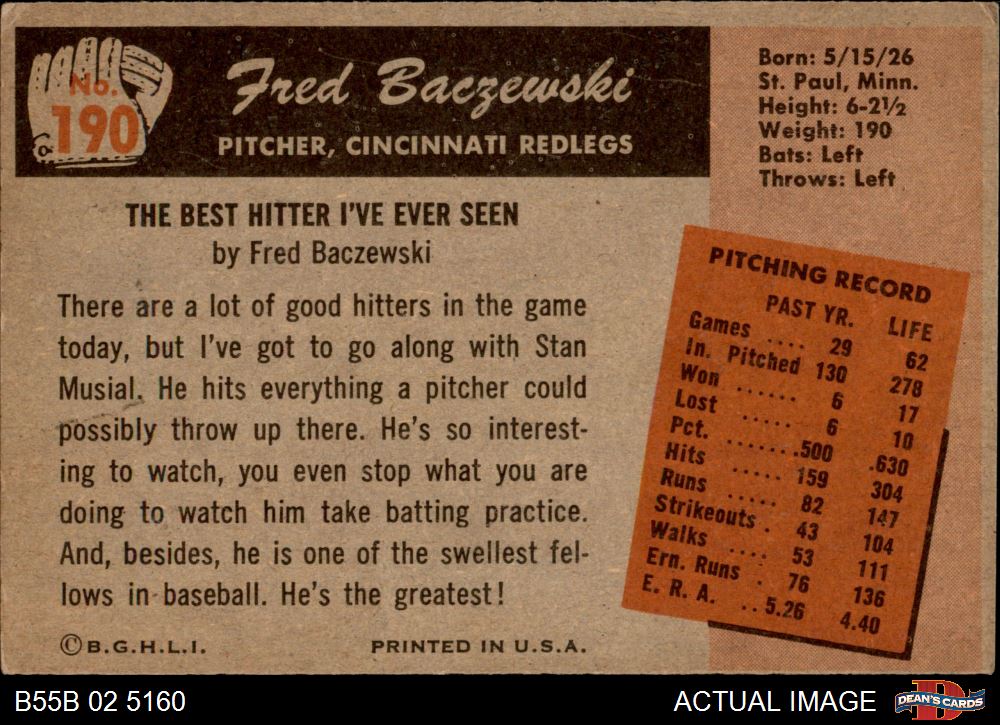 No.
190
Fred Baczewski
PITCHER, CINCINNATI REDLEGS
Born: 5/15/26
St. Paul, Minn.
Height: 6-2½
Weight: 190
Bats: Left
Throws: Left
THE BEST HITTER I'VE EVER SEEN
by Fred Baczewski
There are a lot of good hitters in the game
today, but I've got to go along with Stan
Musial. He hits everything a pitcher could
possibly throw up there. He's so interest-
ing to watch, you even stop what you are
doing to watch him take batting practice.
And, besides, he is one of the swellest fel-
lows in baseball. He's the greatest!
©B.G.H.L.I. PRINTED IN U.S.A.
PITCHING RECORD
PAST YR. LIFE
Games .... 29 62
In. Pitched 130 278
Won ...... 6 17
Lost ..... 6 10
Pct. .......500 .630
Hits ..... 159 304
Runs ..... 82 147
Strikeouts . 43 104
Walks .... 53 111
Ern. Runs . 76 136
E. R. A. ..5.26 4.40
B55B 02 5160 ACTUAL IMAGE
DEAN'S CARDS